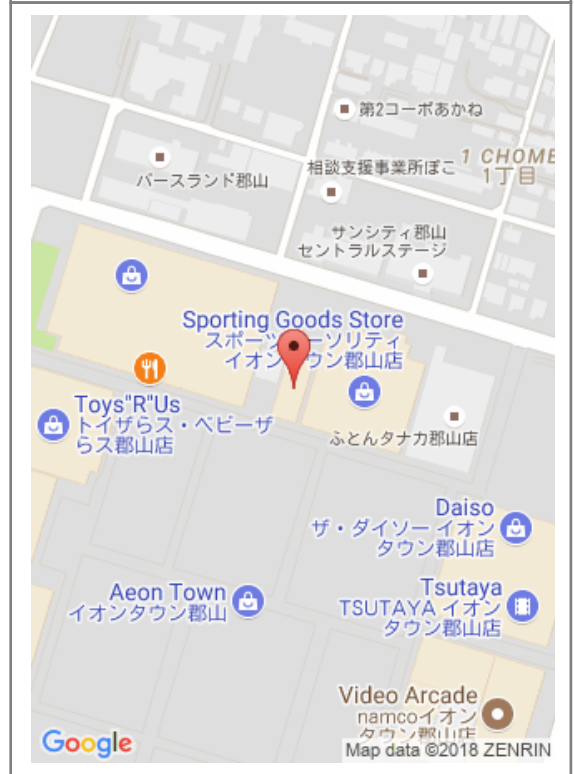 第2コーポあかね
1 CHOME
1丁目
相談支援事業所ぽこ
バースランド郡山
サンシティ郡山
セントラルステージ
Sporting Goods Store
スポーツ ーソリティ
イオン ウン郡山店
Toys"R"Us
トイザらス・ベビーザ
らス郡山店
ふとんタナカ郡山店
Daiso
ザ・ダイソー イオン
タウン郡山店
Aeon Town
イオンタウン郡山
Tsutaya
TSUTAYA イオン
タウン郡山店
Video Arcade
namcoイオン
タウン郡山店
Google
Map data ©2018 ZENRIN